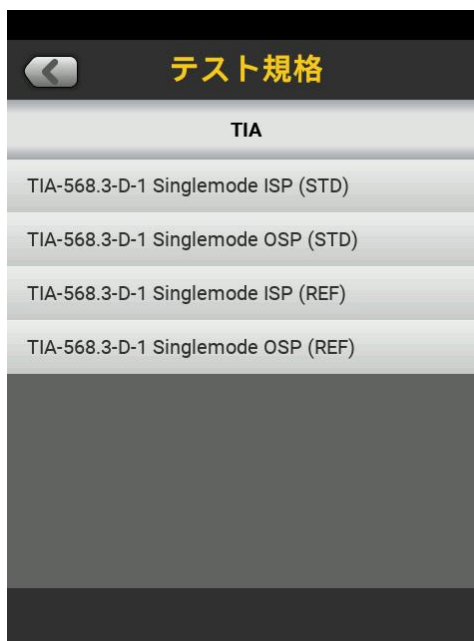 テスト規格
TIA
TIA-568.3-D-1 Singlemode ISP (STD)
TIA-568.3-D-1 Singlemode OSP (STD)
TIA-568.3-D-1 Singlemode ISP (REF)
TIA-568.3-D-1 Singlemode OSP (REF)